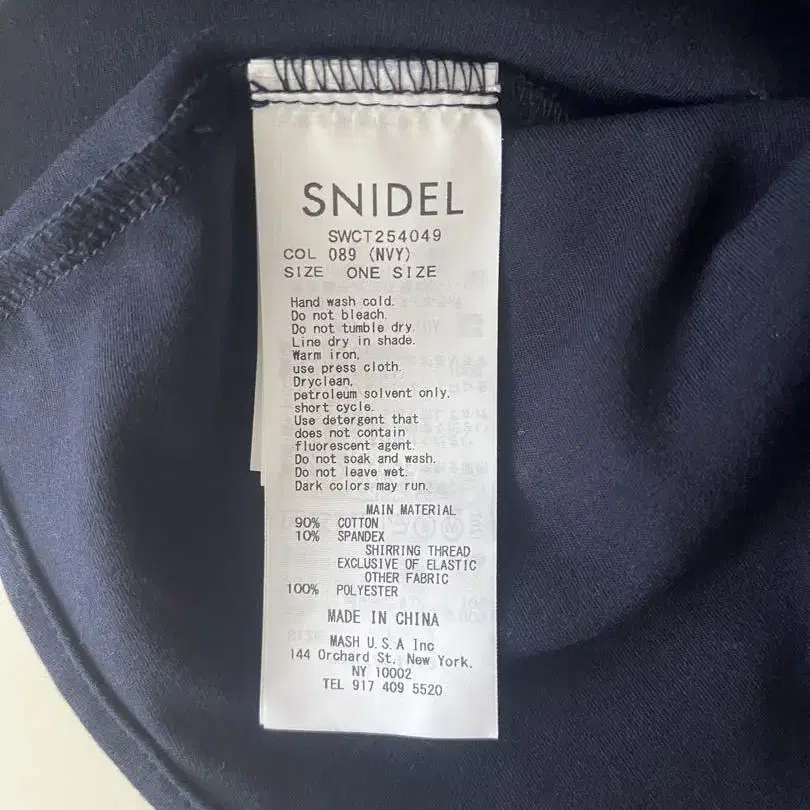 SNIDEL
SWCT254049
COL 089 (NVY)
SIZE ONE SIZE
Hand wash cold.
Do not bleach.
Do not tumble dry.
Line dry in shade.
Warm iron,
use press cloth.
Dryclean,
petroleum solvent only.
short cycle.
Use detergent that
does not contain
fluorescent agent.
Do not soak and wash.
Do not leave wet.
Dark colors may run.
MAIN MATERIAL
90% COTTON
10% SPANDEX
SHIRRING THREAD
EXCLUSIVE OF ELASTIC
OTHER FABRIC
100% POLYESTER
MADE IN CHINA
MASH U.S.A Inc
144 Orchard St, New York,
NY 10002
TEL 917 409 5520